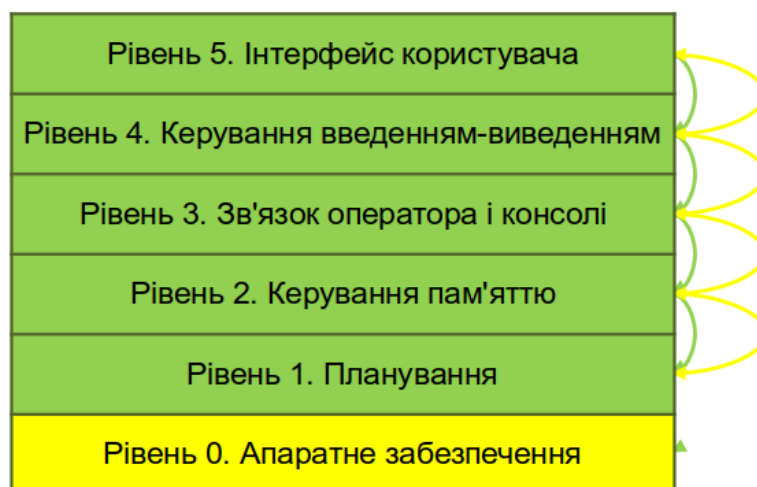 Рівень 5. Інтерфейс користувача
Рівень 4. Керування введенням-виведенням
Рівень 3. Зв'язок оператора і консолі
Рівень 2. Керування пам'яттю
Рівень 1. Планування
Рівень 0. Апаратне забезпечення